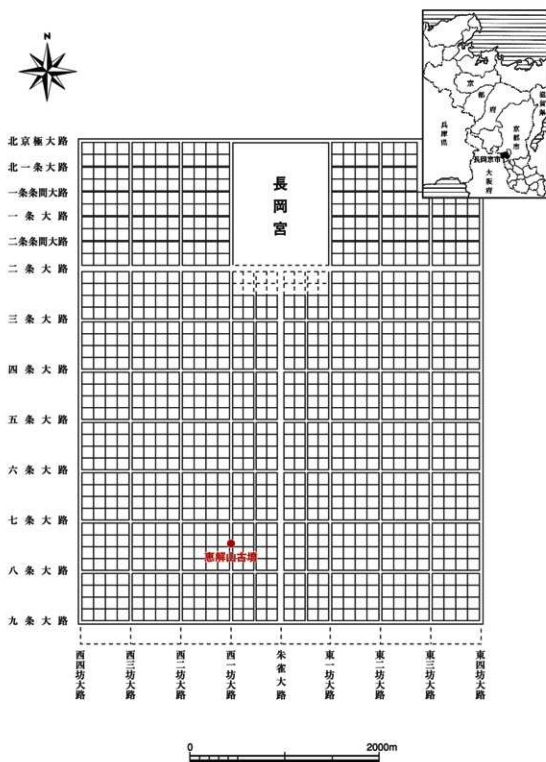 N
京
都
府
兵庫県
京都市
滋賀県
長岡京市
大阪府
北京極大路
北一条大路
一条条間大路
一条大路
二条条間大路
二条大路
三条大路
四条大路
五条大路
六条大路
七条大路
八条大路
九条大路
長岡宮
恵解山古墳
西四坊大路
西三坊大路
西二坊大路
西一坊大路
朱雀大路
東一坊大路
東二坊大路
東三坊大路
東四坊大路
0 2000m